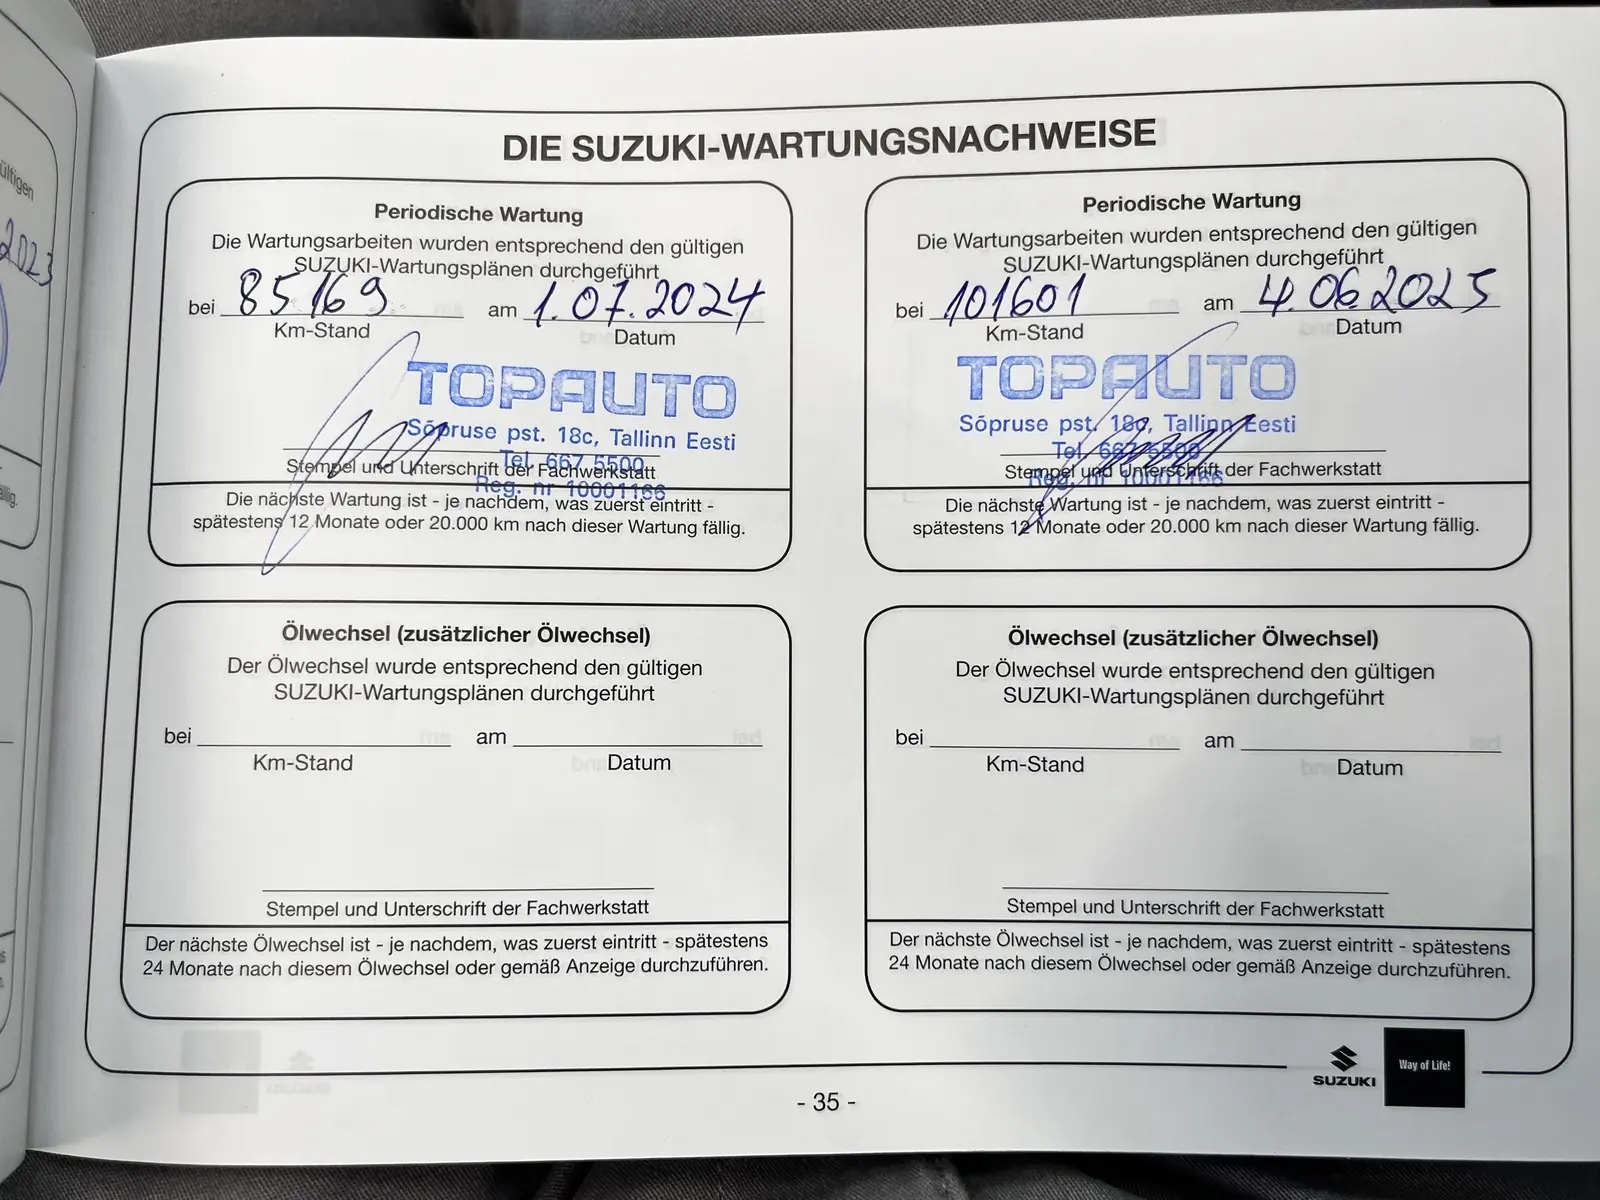 ültigen
2023
llig.
DIE SUZUKI-WARTUNGSNACHWEISE
Periodische Wartung
Die Wartungsarbeiten wurden entsprechend den gültigen
SUZUKI-Wartungsplänen durchgeführt
bei 85169 am 1.07.2024
Km-Stand Datum
TOPAUTO
Sõpruse pst. 18c, Tallinn Eesti
Tel 667 5500
Stempel und Unterschrift der Fachwerkstatt
Reg. nr 10001166
Die nächste Wartung ist - je nachdem, was zuerst eintritt -
spätestens 12 Monate oder 20.000 km nach dieser Wartung fällig.
Periodische Wartung
Die Wartungsarbeiten wurden entsprechend den gültigen
SUZUKI-Wartungsplänen durchgeführt
bei 101601 am 4.06.2025
Km-Stand Datum
TOPAUTO
Sõpruse pst. 18c, Tallinn Eesti
Tel 667 5500
Stempel und Unterschrift der Fachwerkstatt
Reg. nr 10001166
Die nächste Wartung ist - je nachdem, was zuerst eintritt -
spätestens 12 Monate oder 20.000 km nach dieser Wartung fällig.
Ölwechsel (zusätzlicher Ölwechsel)
Der Ölwechsel wurde entsprechend den gültigen
SUZUKI-Wartungsplänen durchgeführt
bei am
Km-Stand Datum
Stempel und Unterschrift der Fachwerkstatt
Der nächste Ölwechsel ist - je nachdem, was zuerst eintritt - spätestens
24 Monate nach diesem Ölwechsel oder gemäß Anzeige durchzuführen.
Ölwechsel (zusätzlicher Ölwechsel)
Der Ölwechsel wurde entsprechend den gültigen
SUZUKI-Wartungsplänen durchgeführt
bei am
Km-Stand Datum
Stempel und Unterschrift der Fachwerkstatt
Der nächste Ölwechsel ist - je nachdem, was zuerst eintritt - spätestens
24 Monate nach diesem Ölwechsel oder gemäß Anzeige durchzuführen.
SUZUKI
Way of Life!
- 35 -